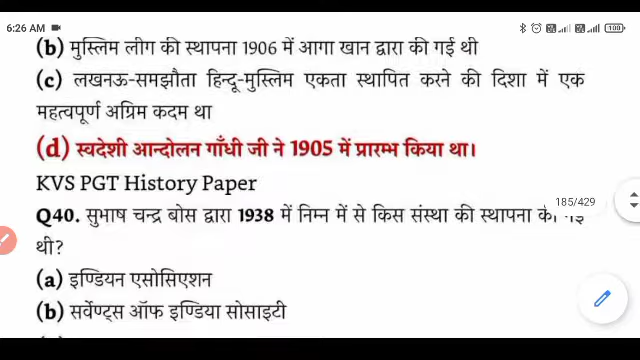 6:26 AM
(b) मुस्लिम लीग की स्थापना 1906 में आगा खान द्वारा की गई थी
(c) लखनऊ-समझौता हिन्दू-मुस्लिम एकता स्थापित करने की दिशा में एक
महत्वपूर्ण अग्रिम कदम था
(d) स्वदेशी आन्दोलन गाँधी जी ने 1905 में प्रारम्भ किया था।
KVS PGT History Paper
185/429
Q40. सुभाष चन्द्र बोस द्वारा 1938 में निम्न में से किस संस्था की स्थापना की गई
थी?
(a) इण्डियन एसोसिएशन
(b) सर्वेण्ट्स ऑफ इण्डिया सोसाइटी